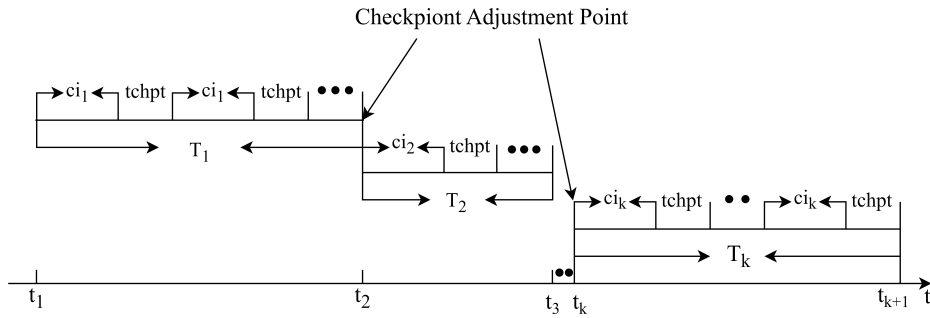 Checkpiont Adjustment Point
ci₁ tchpt ci₁ tchpt •••
T₁
ci₂ tchpt •••
T₂
ciₖ tchpt •• ciₖ tchpt
Tₖ
••
t₁ t₂ t₃ tₖ tₖ₊₁ t